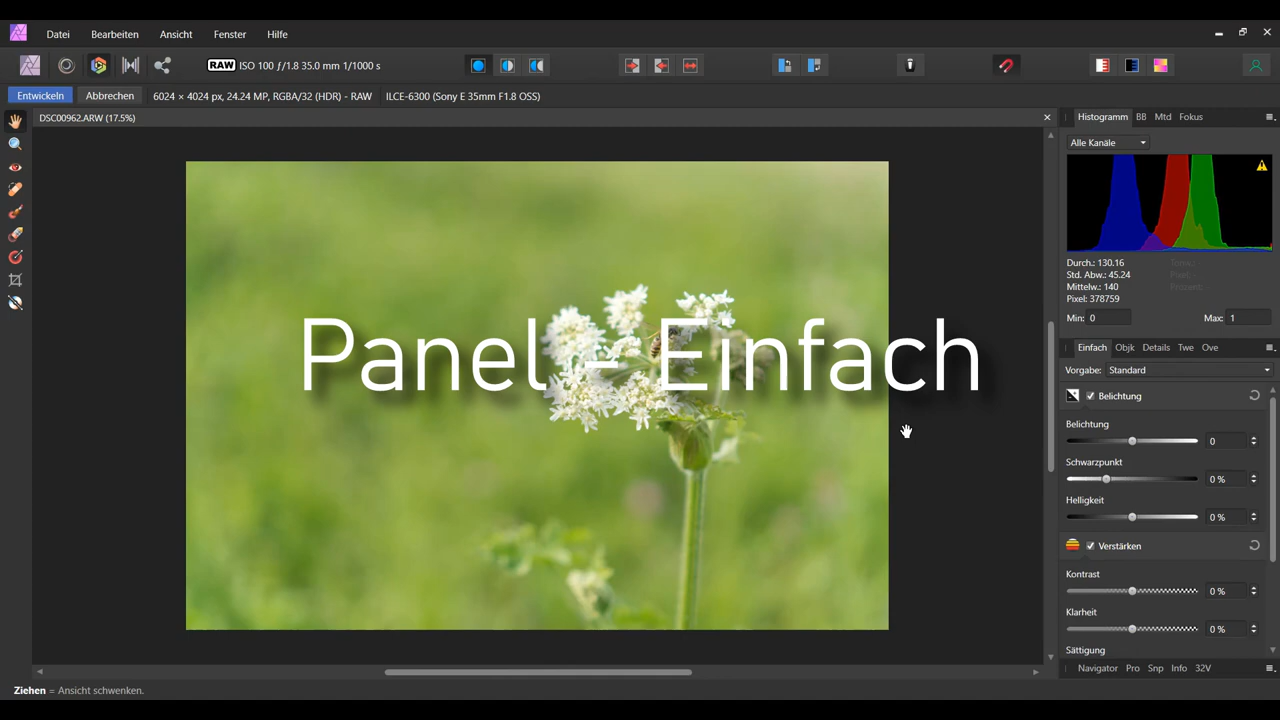 Datei Bearbeiten Ansicht Fenster Hilfe
RAW ISO 100 ƒ/1.8 35.0 mm 1/1000 s
Entwickeln Abbrechen 6024 × 4024 px, 24.24 MP, RGBA/32 (HDR) - RAW ILCE-6300 (Sony E 35mm F1.8 OSS)
DSC00962.ARW (17.5%)
Histogramm BB Mtd Fokus
Alle Kanäle
Durch.: 130.16
Std. Abw.: 45.24
Mittelw.: 140
Pixel: 378759
Tonw.: -
Pixel: -
Prozent: -
Min: 0 Max: 1
Panel - Einfach
Einfach Objk Details Twe Ove
Vorgabe: Standard
Belichtung
Belichtung
0
Schwarzpunkt
0 %
Helligkeit
0 %
Verstärken
Kontrast
0 %
Klarheit
0 %
Sättigung
Navigator Pro Snp Info 32V
Ziehen = Ansicht schwenken.